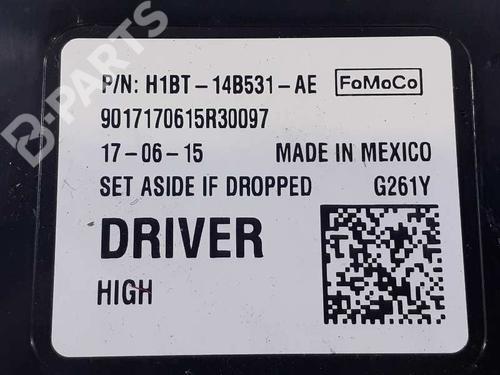 B-PARTS
P/N: H1BT-14B531-AE FoMoCo
9017170615R30097
17-06-15 MADE IN MEXICO
SET ASIDE IF DROPPED G261Y
DRIVER
HIGH